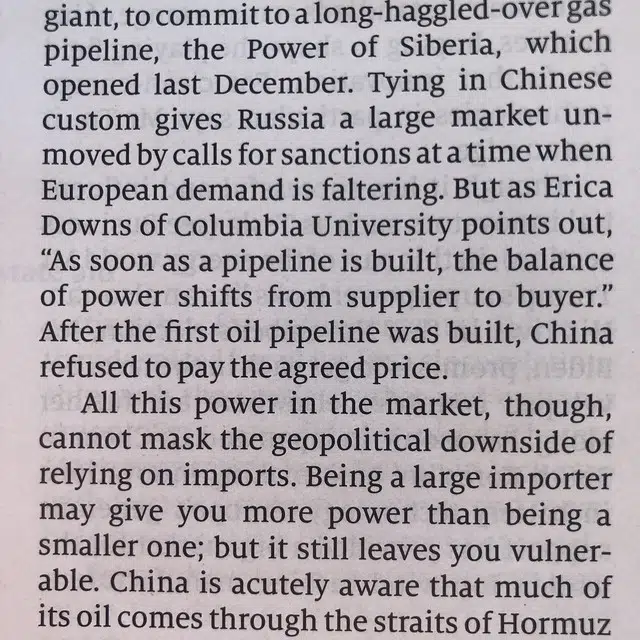 giant, to commit to a long-haggled-over gas
pipeline, the Power of Siberia, which
opened last December. Tying in Chinese
custom gives Russia a large market un-
moved by calls for sanctions at a time when
European demand is faltering. But as Erica
Downs of Columbia University points out,
“As soon as a pipeline is built, the balance
of power shifts from supplier to buyer.”
After the first oil pipeline was built, China
refused to pay the agreed price.
All this power in the market, though,
cannot mask the geopolitical downside of
relying on imports. Being a large importer
may give you more power than being a
smaller one; but it still leaves you vulner-
able. China is acutely aware that much of
its oil comes through the straits of Hormuz